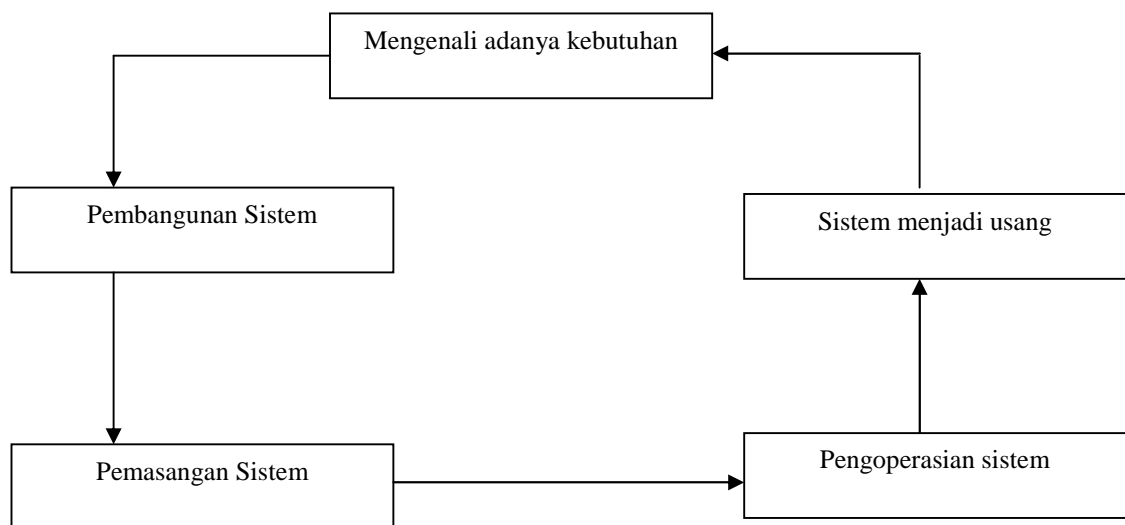 Mengenali adanya kebutuhan
Pembangunan Sistem
Sistem menjadi usang
Pemasangan Sistem
Pengoperasian sistem